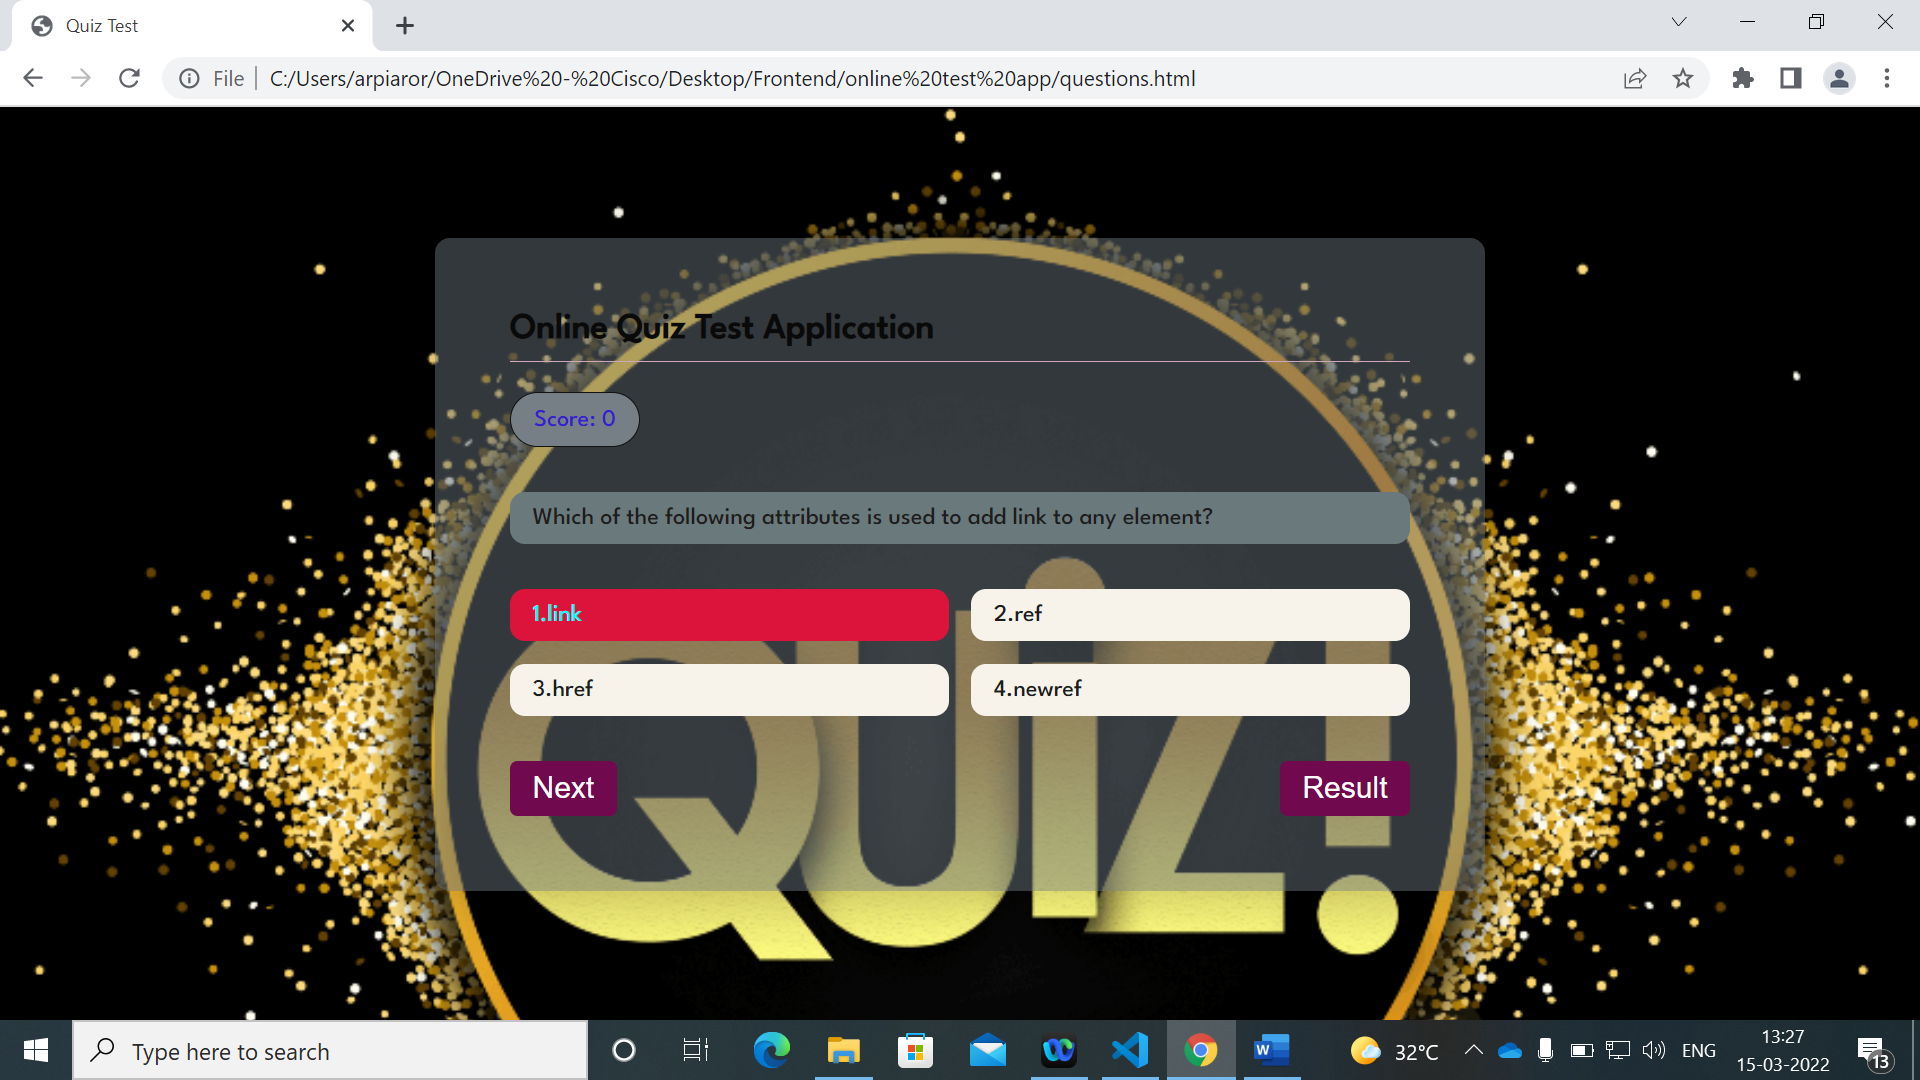 Quiz Test
File
C:/Users/arpiaror/OneDrive%20-%20Cisco/Desktop/Frontend/online%20test%20app/questions.html
Online Quiz Test Application
Score: 0
Which of the following attributes is used to add link to any element?
1.link
2.ref
3.href
4.newref
Next
Result
QUiZ!
Type here to search
W
32°C
ENG
13:27
15-03-2022
13